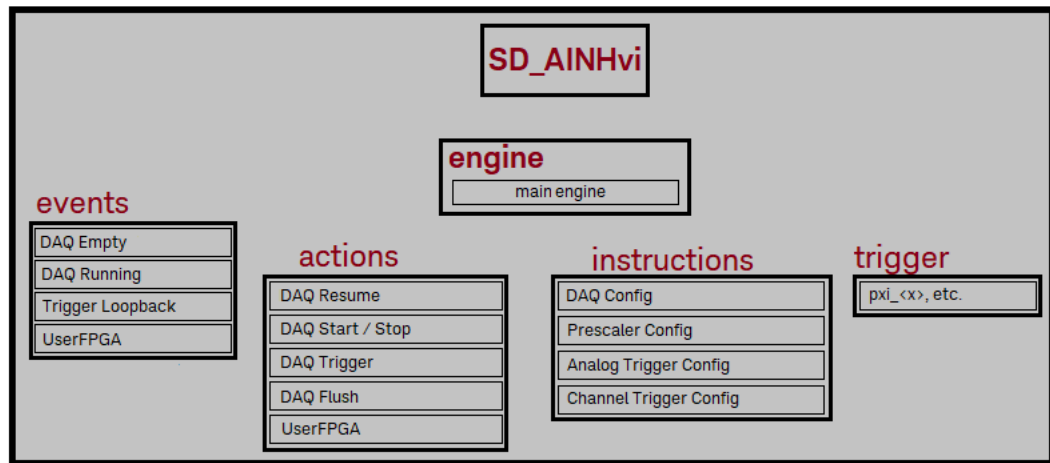 SD_AINHvi
engine
main engine
events
DAQ Empty
DAQ Running
Trigger Loopback
UserFPGA
actions
DAQ Resume
DAQ Start / Stop
DAQ Trigger
DAQ Flush
UserFPGA
instructions
DAQ Config
Prescaler Config
Analog Trigger Config
Channel Trigger Config
trigger
pxi_<x>, etc.